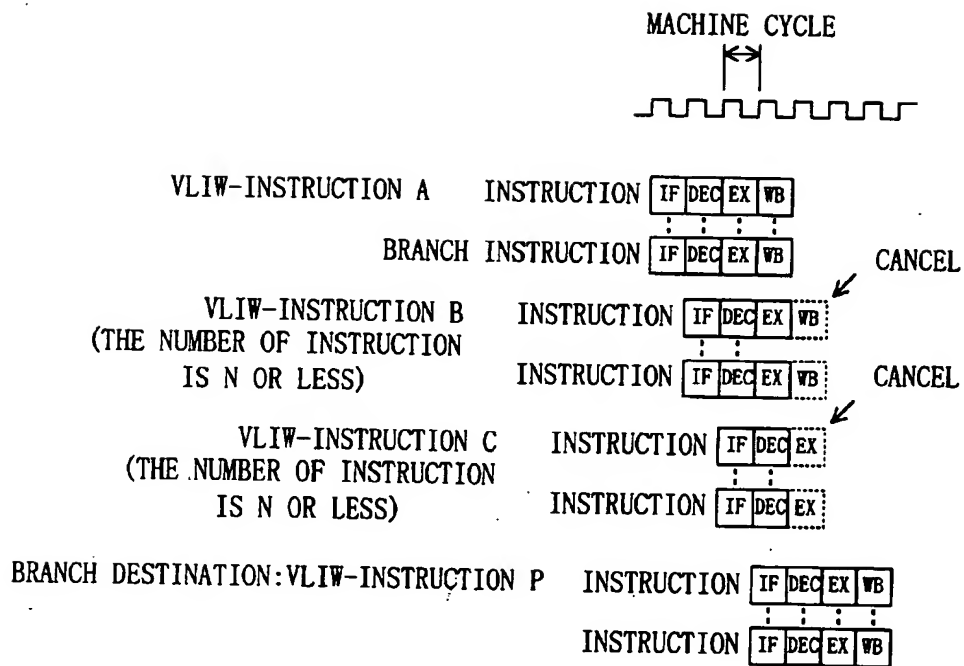 MACHINE CYCLE
VLIW-INSTRUCTION A INSTRUCTION IF DEC EX WB
BRANCH INSTRUCTION IF DEC EX WB
CANCEL
VLIW-INSTRUCTION B INSTRUCTION IF DEC EX WB
(THE NUMBER OF INSTRUCTION
IS N OR LESS) INSTRUCTION IF DEC EX WB
CANCEL
VLIW-INSTRUCTION C INSTRUCTION IF DEC EX
(THE NUMBER OF INSTRUCTION
IS N OR LESS) INSTRUCTION IF DEC EX
BRANCH DESTINATION:VLIW-INSTRUCTION P INSTRUCTION IF DEC EX WB
INSTRUCTION IF DEC EX WB